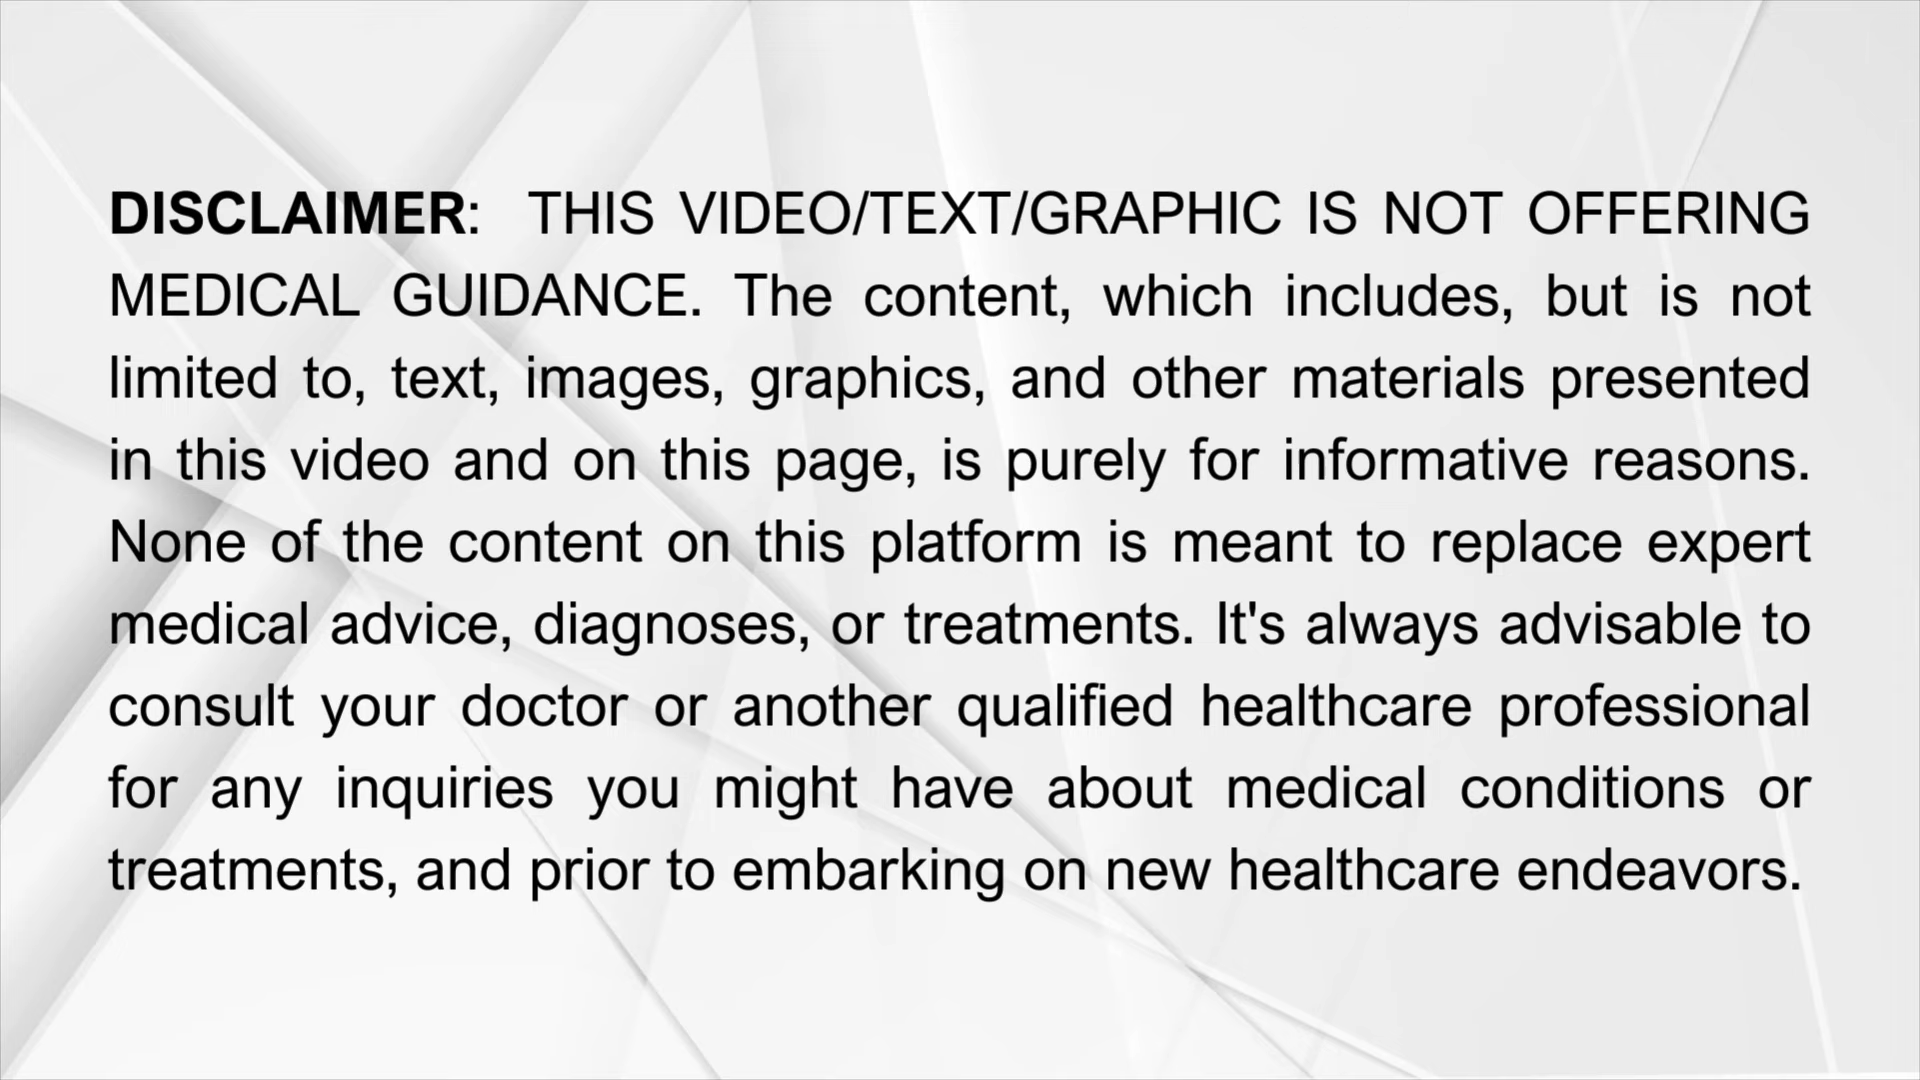 DISCLAIMER: THIS VIDEO/TEXT/GRAPHIC IS NOT OFFERING
MEDICAL GUIDANCE. The content, which includes, but is not
limited to, text, images, graphics, and other materials presented
in this video and on this page, is purely for informative reasons.
None of the content on this platform is meant to replace expert
medical advice, diagnoses, or treatments. It's always advisable to
consult your doctor or another qualified healthcare professional
for any inquiries you might have about medical conditions or
treatments, and prior to embarking on new healthcare endeavors.